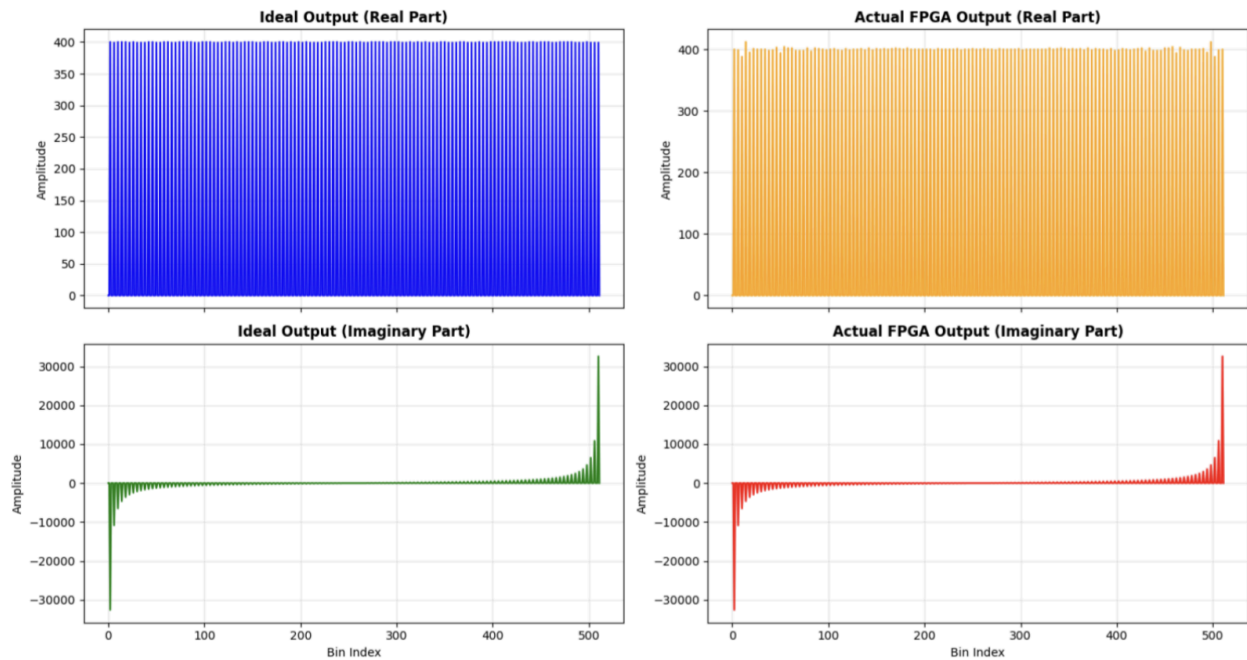 Ideal Output (Real Part)
Actual FPGA Output (Real Part)
400
350
300
250
200
150
100
50
0
Amplitude
400
300
200
100
0
Amplitude
Ideal Output (Imaginary Part)
Actual FPGA Output (Imaginary Part)
30000
20000
10000
0
−10000
−20000
−30000
Amplitude
0 100 200 300 400 500
Bin Index
30000
20000
10000
0
−10000
−20000
−30000
Amplitude
0 100 200 300 400 500
Bin Index